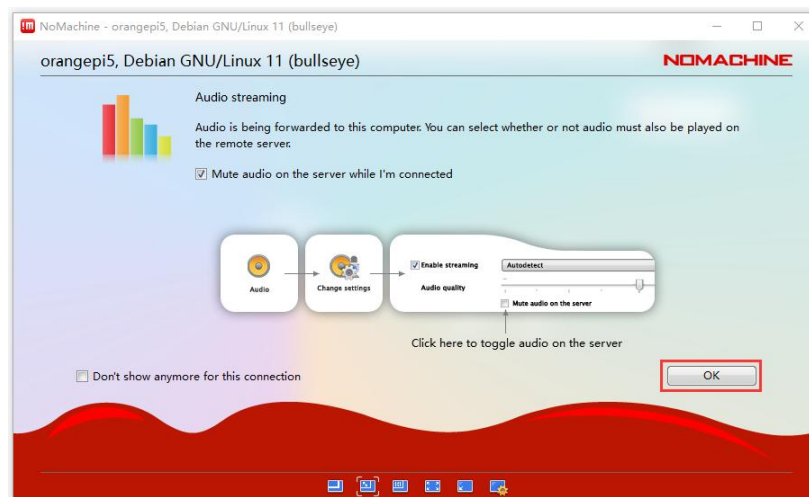 NoMachine - orangepi5, Debian GNU/Linux 11 (bullseye)
orangepi5, Debian GNU/Linux 11 (bullseye)
NOMACHINE
Audio streaming
Audio is being forwarded to this computer. You can select whether or not audio must also be played on
the remote server.
Mute audio on the server while I'm connected
Audio
Change settings
Enable streaming
Autodetect
Audio quality
Mute audio on the server
Click here to toggle audio on the server
Don't show anymore for this connection
OK